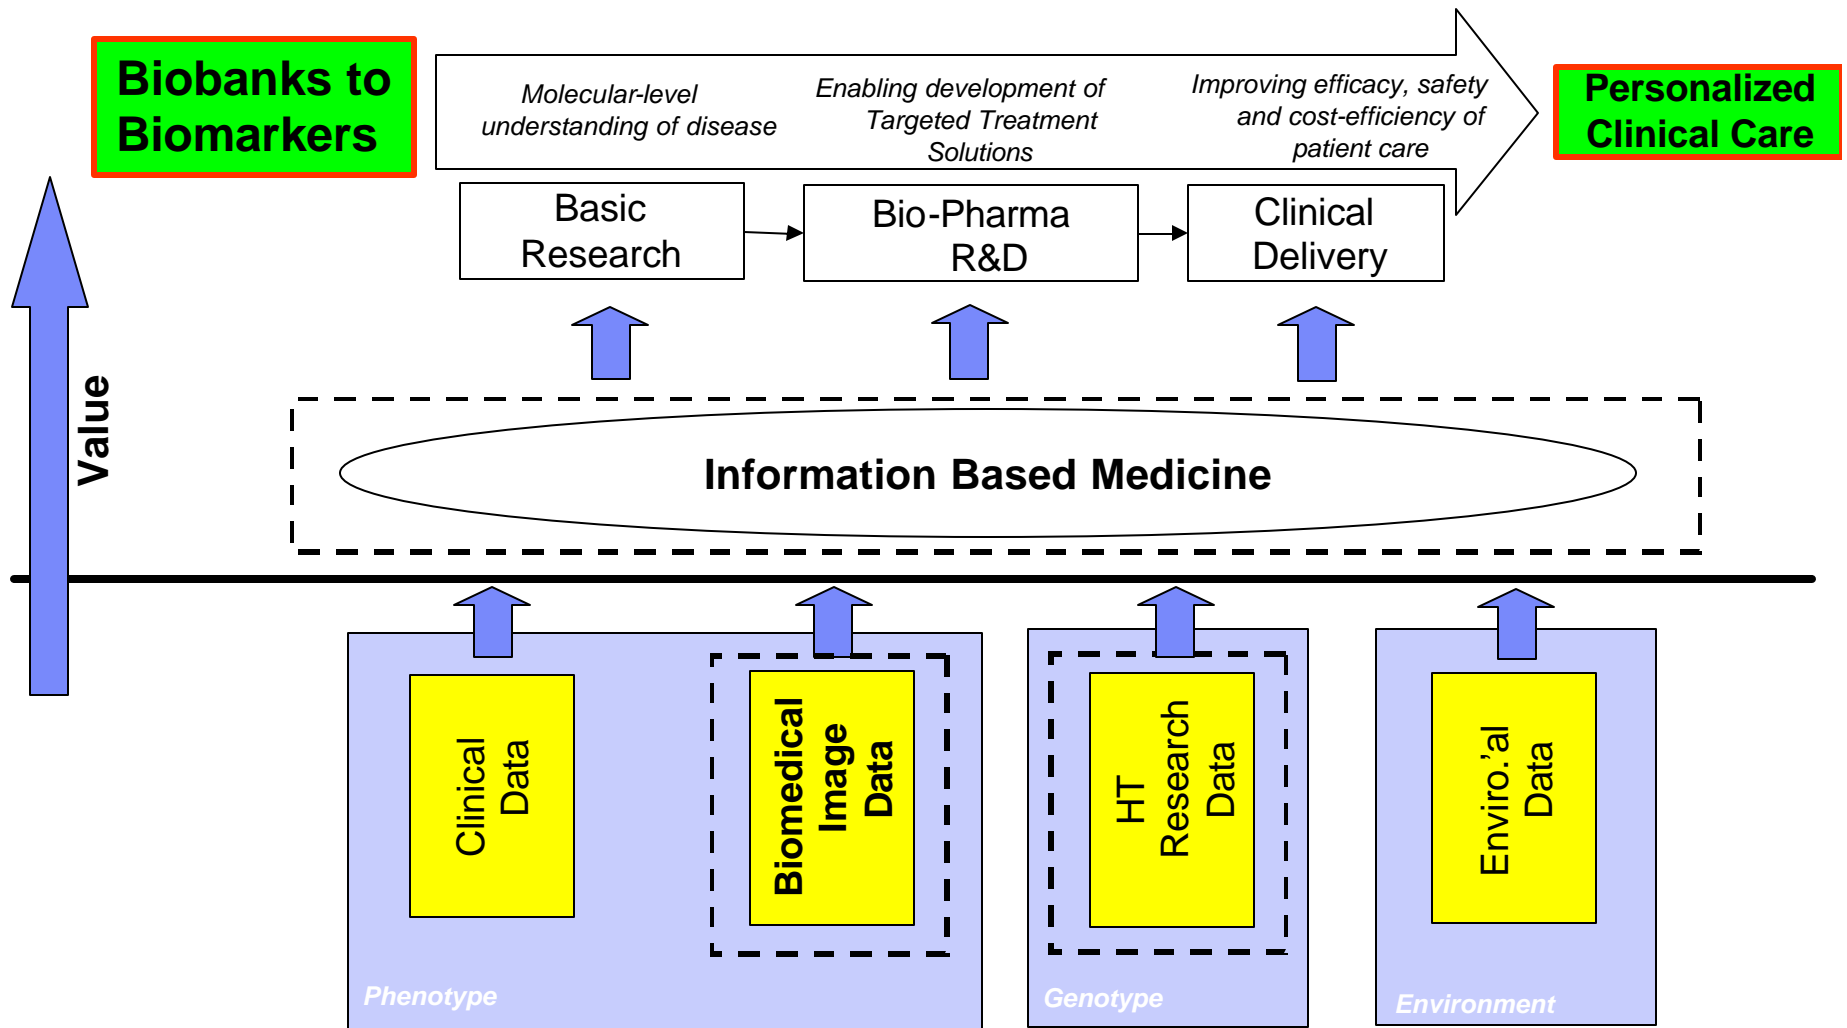 Biobanks to
Biomarkers
Molecular-level
understanding of disease
Enabling development of
Targeted Treatment
Solutions
Improving efficacy, safety
and cost-efficiency of
patient care
Personalized
Clinical Care
Basic
Research
Bio-Pharma
R&D
Clinical
Delivery
Value
Information Based Medicine
Clinical
Data
Biomedical
Image
Data
HT
Research
Data
Enviro.'al
Data
Phenotype
Genotype
Environment